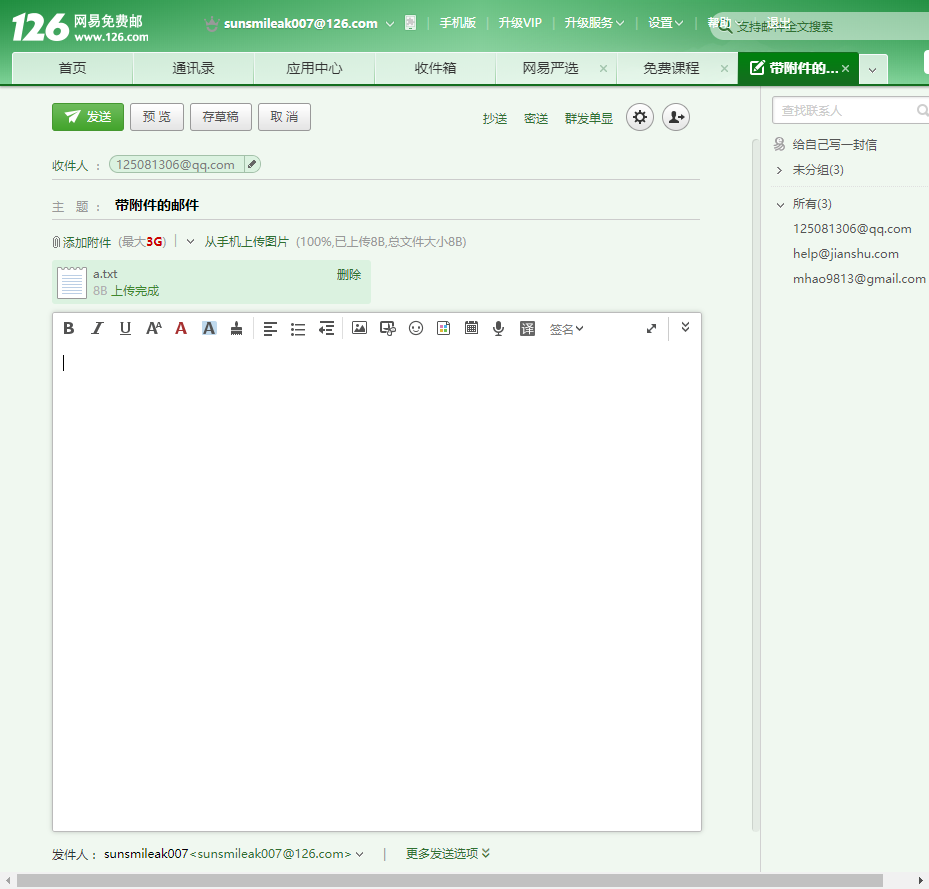 126 网易免费邮 www.126.com
sunsmileak007@126.com 手机版 升级VIP 升级服务 设置 帮助 退出
支持邮件全文搜索
首页 通讯录 应用中心 收件箱 网易严选 × 免费课程 × 带附件的... ×
发送 预 览 存草稿 取 消 抄送 密送 群发单显
收件人 ： 125081306@qq.com
主 题 ： 带附件的邮件
添加附件 (最大3G) 从手机上传图片 (100%,已上传8B,总文件大小8B)
a.txt 删除
8B 上传完成
B I U AA A A 译 签名
发件人： sunsmileak007<sunsmileak007@126.com> | 更多发送选项
查找联系人
给自己写一封信
未分组(3)
所有(3)
125081306@qq.com
help@jianshu.com
mhao9813@gmail.com